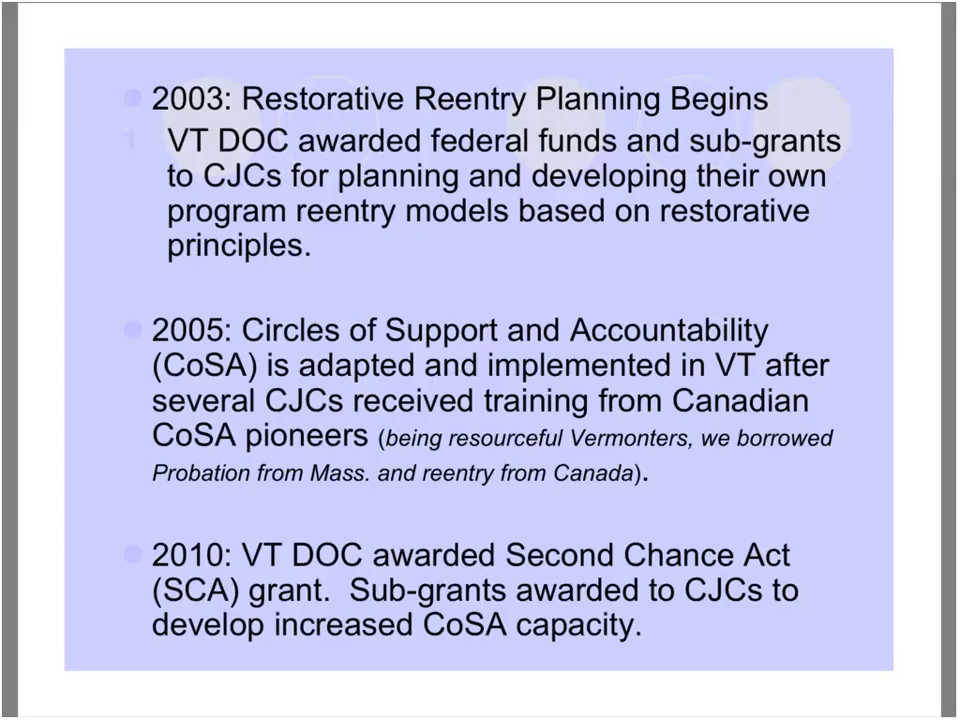 2003: Restorative Reentry Planning Begins
VT DOC awarded federal funds and sub-grants
to CJCs for planning and developing their own
program reentry models based on restorative
principles.
2005: Circles of Support and Accountability
(CoSA) is adapted and implemented in VT after
several CJCs received training from Canadian
CoSA pioneers (being resourceful Vermonters, we borrowed
Probation from Mass. and reentry from Canada).
2010: VT DOC awarded Second Chance Act
(SCA) grant.  Sub-grants awarded to CJCs to
develop increased CoSA capacity.